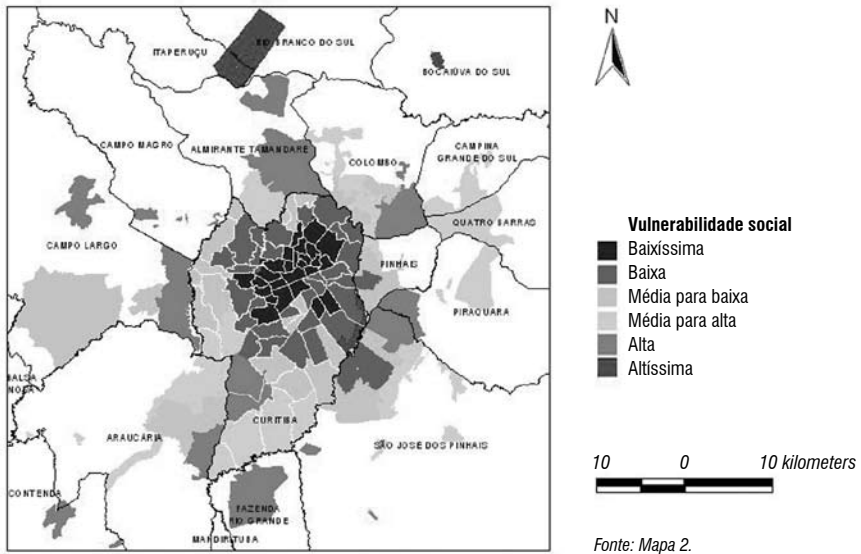 ITAPERUÇU
RIO BRANCO DO SUL
BOCAIÚVA DO SUL
CAMPO MAGRO
ALMIRANTE TAMANDARÉ
COLOMBO
CAMPINA
GRANDE DO SUL
QUATRO BARRAS
CAMPO LARGO
PINHAIS
PIRAQUARA
BALSA
NOVA
CURITIBA
ARAUCÁRIA
SÃO JOSÉ DOS PINHAIS
CONTENDA
FAZENDA
RIO GRANDE
MANDIRITUBA
N
Vulnerabilidade social
Baixíssima
Baixa
Média para baixa
Média para alta
Alta
Altíssima
10 0 10 kilometers
Fonte: Mapa 2.